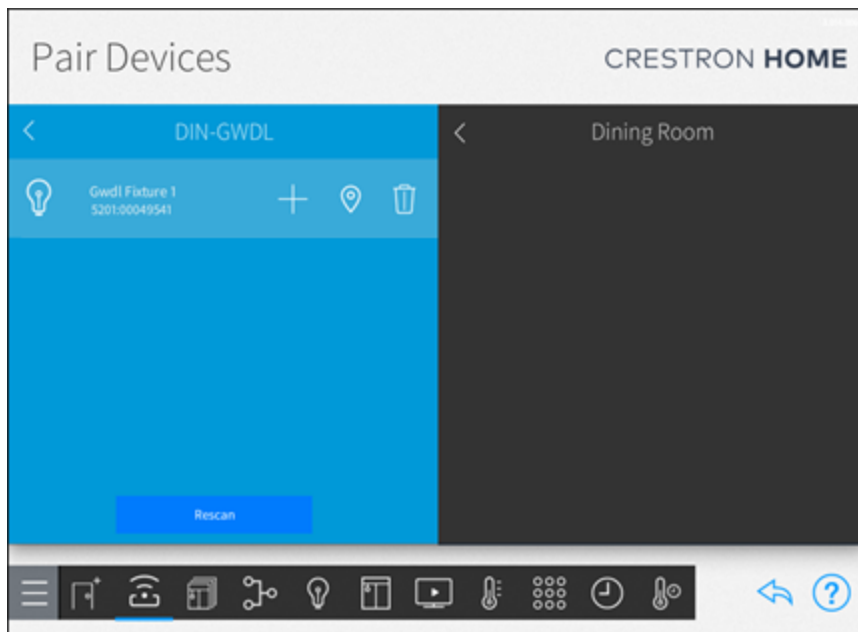 Pair Devices
CRESTRON HOME
DIN-GWDL
Dining Room
Gwdl Fixture 1
5201:00049541
Rescan
?